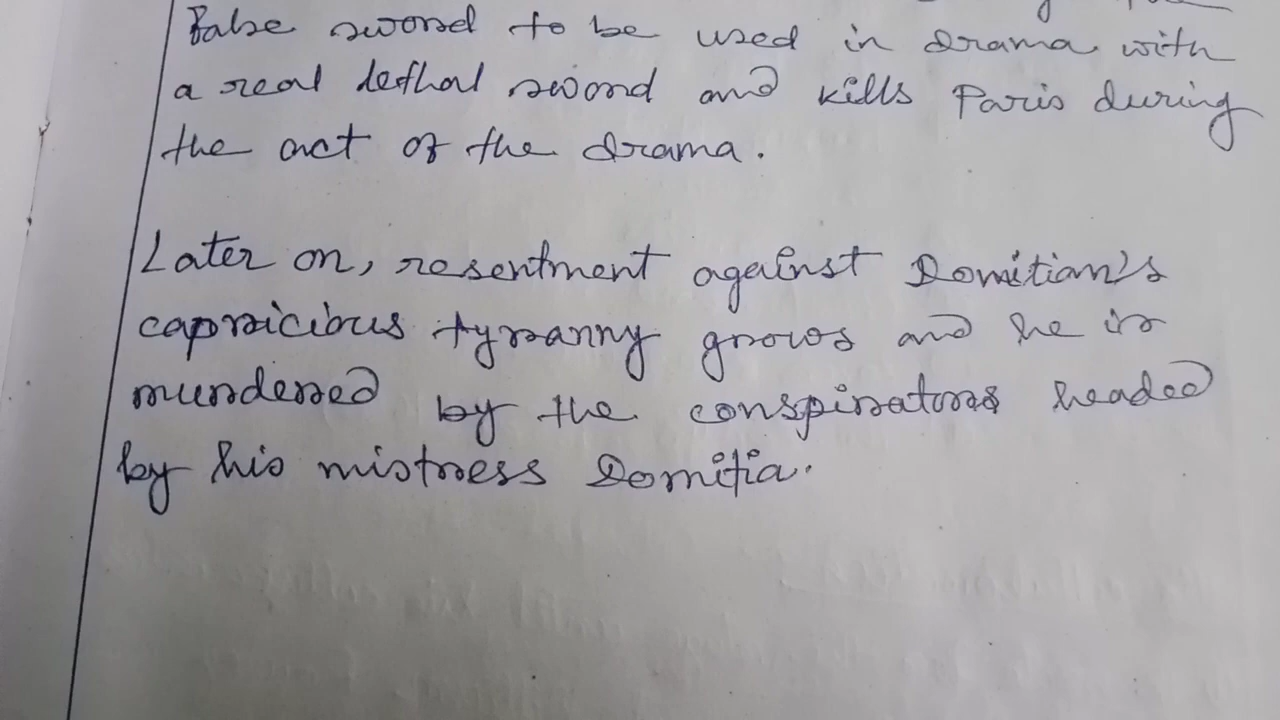 False sword to be used in drama with
a real lethal sword and kills Paris during
the act of the drama.
Later on, resentment against Domitian's
capricious tyranny grows and he is
murdered by the conspirators headed
by his mistress Domitia.